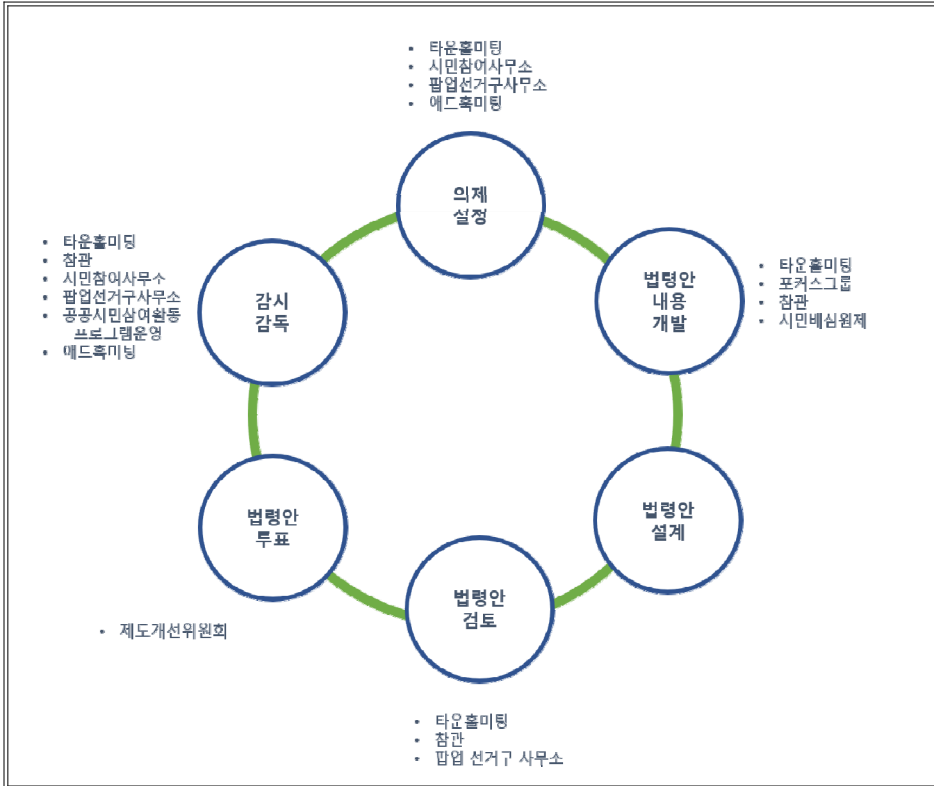 • 타운홀미팅
• 시민참여사무소
• 팝업선거구사무소
• 애드혹미팅
의제
설정
• 타운홀미팅
• 참관
• 시민참여사무소
• 팝업선거구사무소
• 공공시민참여활동
프로그램운영
• 애드혹미팅
감시
감독
법령안
내용
개발
• 타운홀미팅
• 포커스그룹
• 참관
• 시민배심원제
법령안
투표
법령안
설계
• 제도개선위원회
법령안
검토
• 타운홀미팅
• 참관
• 팝업 선거구 사무소